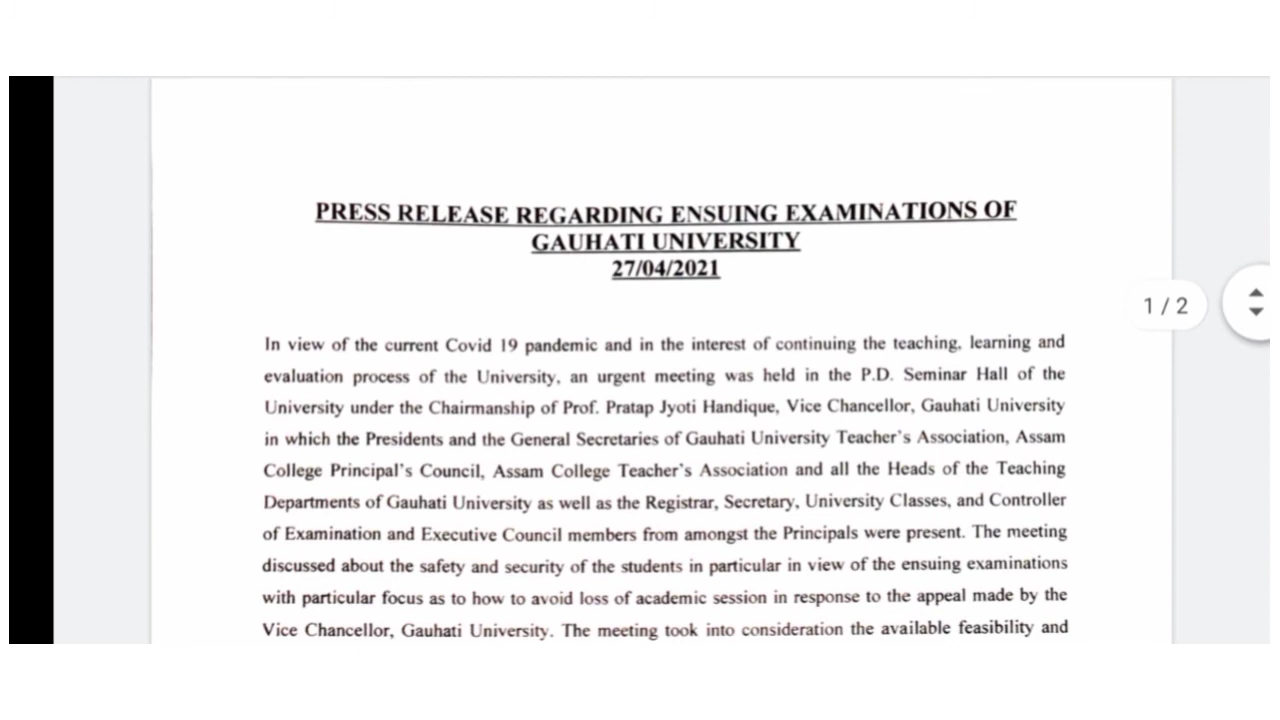 PRESS RELEASE REGARDING ENSUING EXAMINATIONS OF
GAUHATI UNIVERSITY
27/04/2021
1 / 2
In view of the current Covid 19 pandemic and in the interest of continuing the teaching, learning and
evaluation process of the University, an urgent meeting was held in the P.D. Seminar Hall of the
University under the Chairmanship of Prof. Pratap Jyoti Handique, Vice Chancellor, Gauhati University
in which the Presidents and the General Secretaries of Gauhati University Teacher's Association, Assam
College Principal's Council, Assam College Teacher's Association and all the Heads of the Teaching
Departments of Gauhati University as well as the Registrar, Secretary, University Classes, and Controller
of Examination and Executive Council members from amongst the Principals were present. The meeting
discussed about the safety and security of the students in particular in view of the ensuing examinations
with particular focus as to how to avoid loss of academic session in response to the appeal made by the
Vice Chancellor, Gauhati University. The meeting took into consideration the available feasibility and